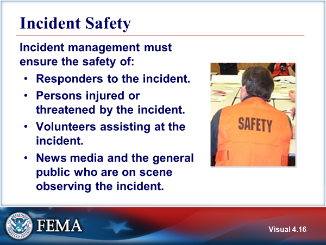 Incident Safety
Incident management must
ensure the safety of:
• Responders to the incident.
• Persons injured or
threatened by the incident.
• Volunteers assisting at the
incident.
• News media and the general
public who are on scene
observing the incident.
SAFETY
FEMA
Visual 4.16